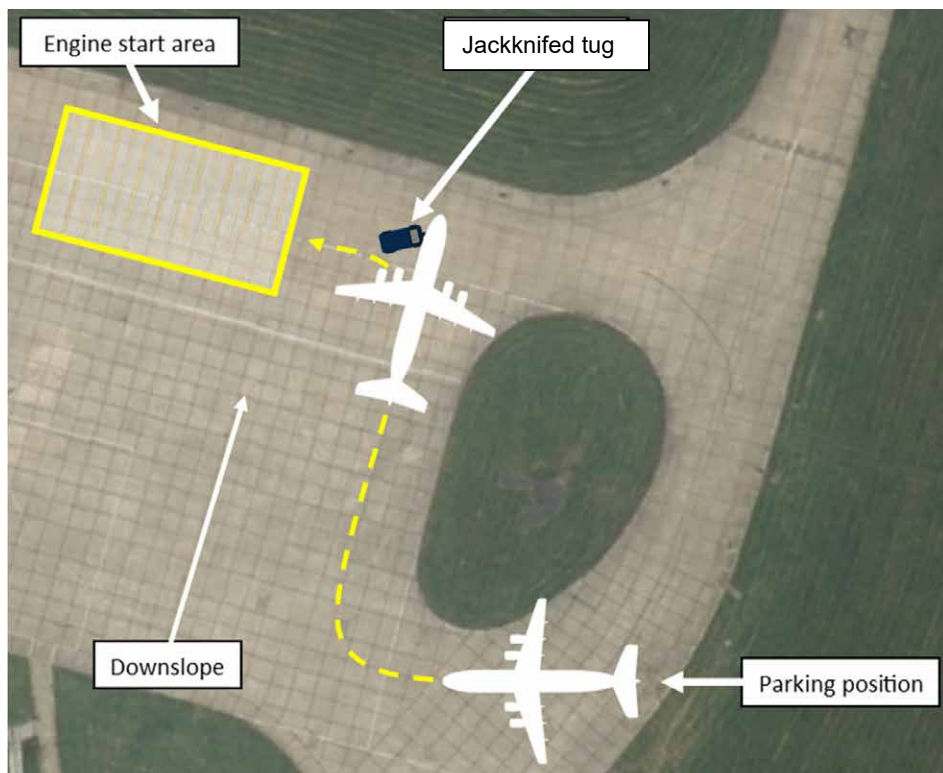 Engine start area
Jackknifed tug
Downslope
Parking position